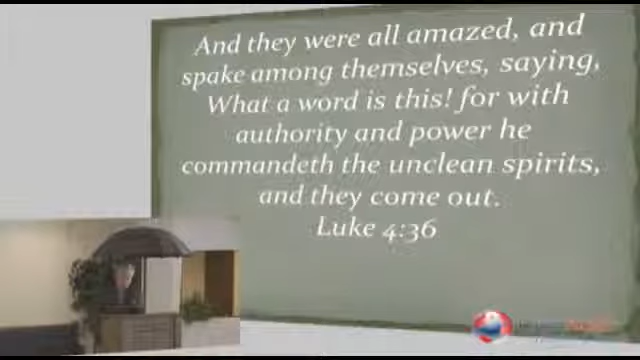 And they were all amazed, and
spake among themselves, saying,
What a word is this! for with
authority and power he
commandeth the unclean spirits,
and they come out.
Luke 4:36